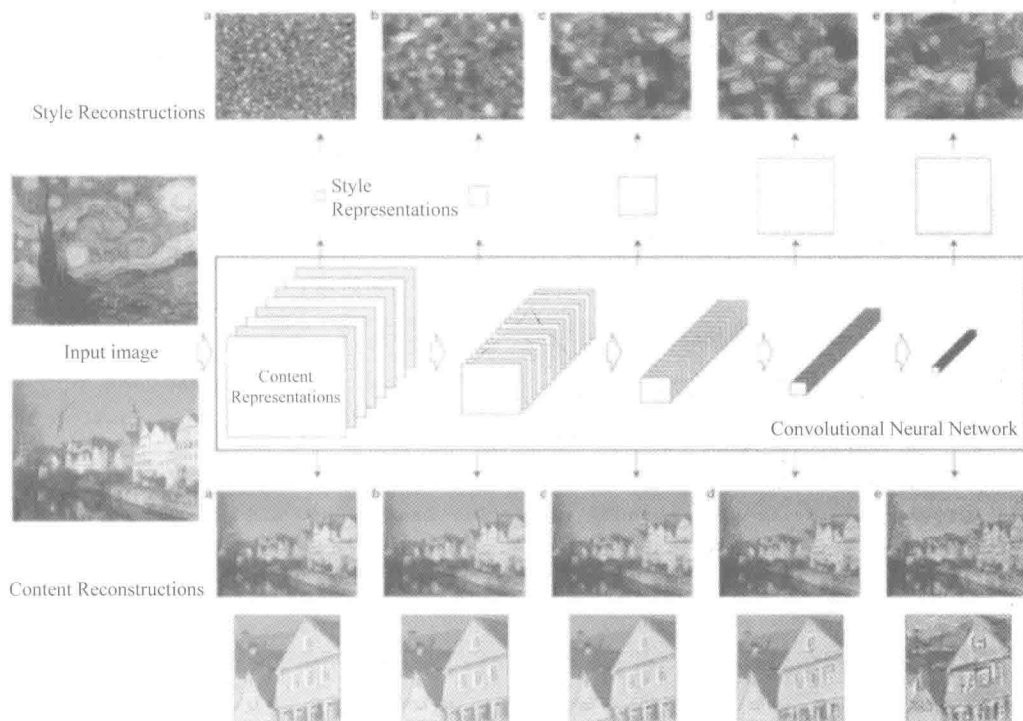 a b c d e
Style Reconstructions
Style
Representations
Input image
Content
Representations
Convolutional Neural Network
a b c d e
Content Reconstructions